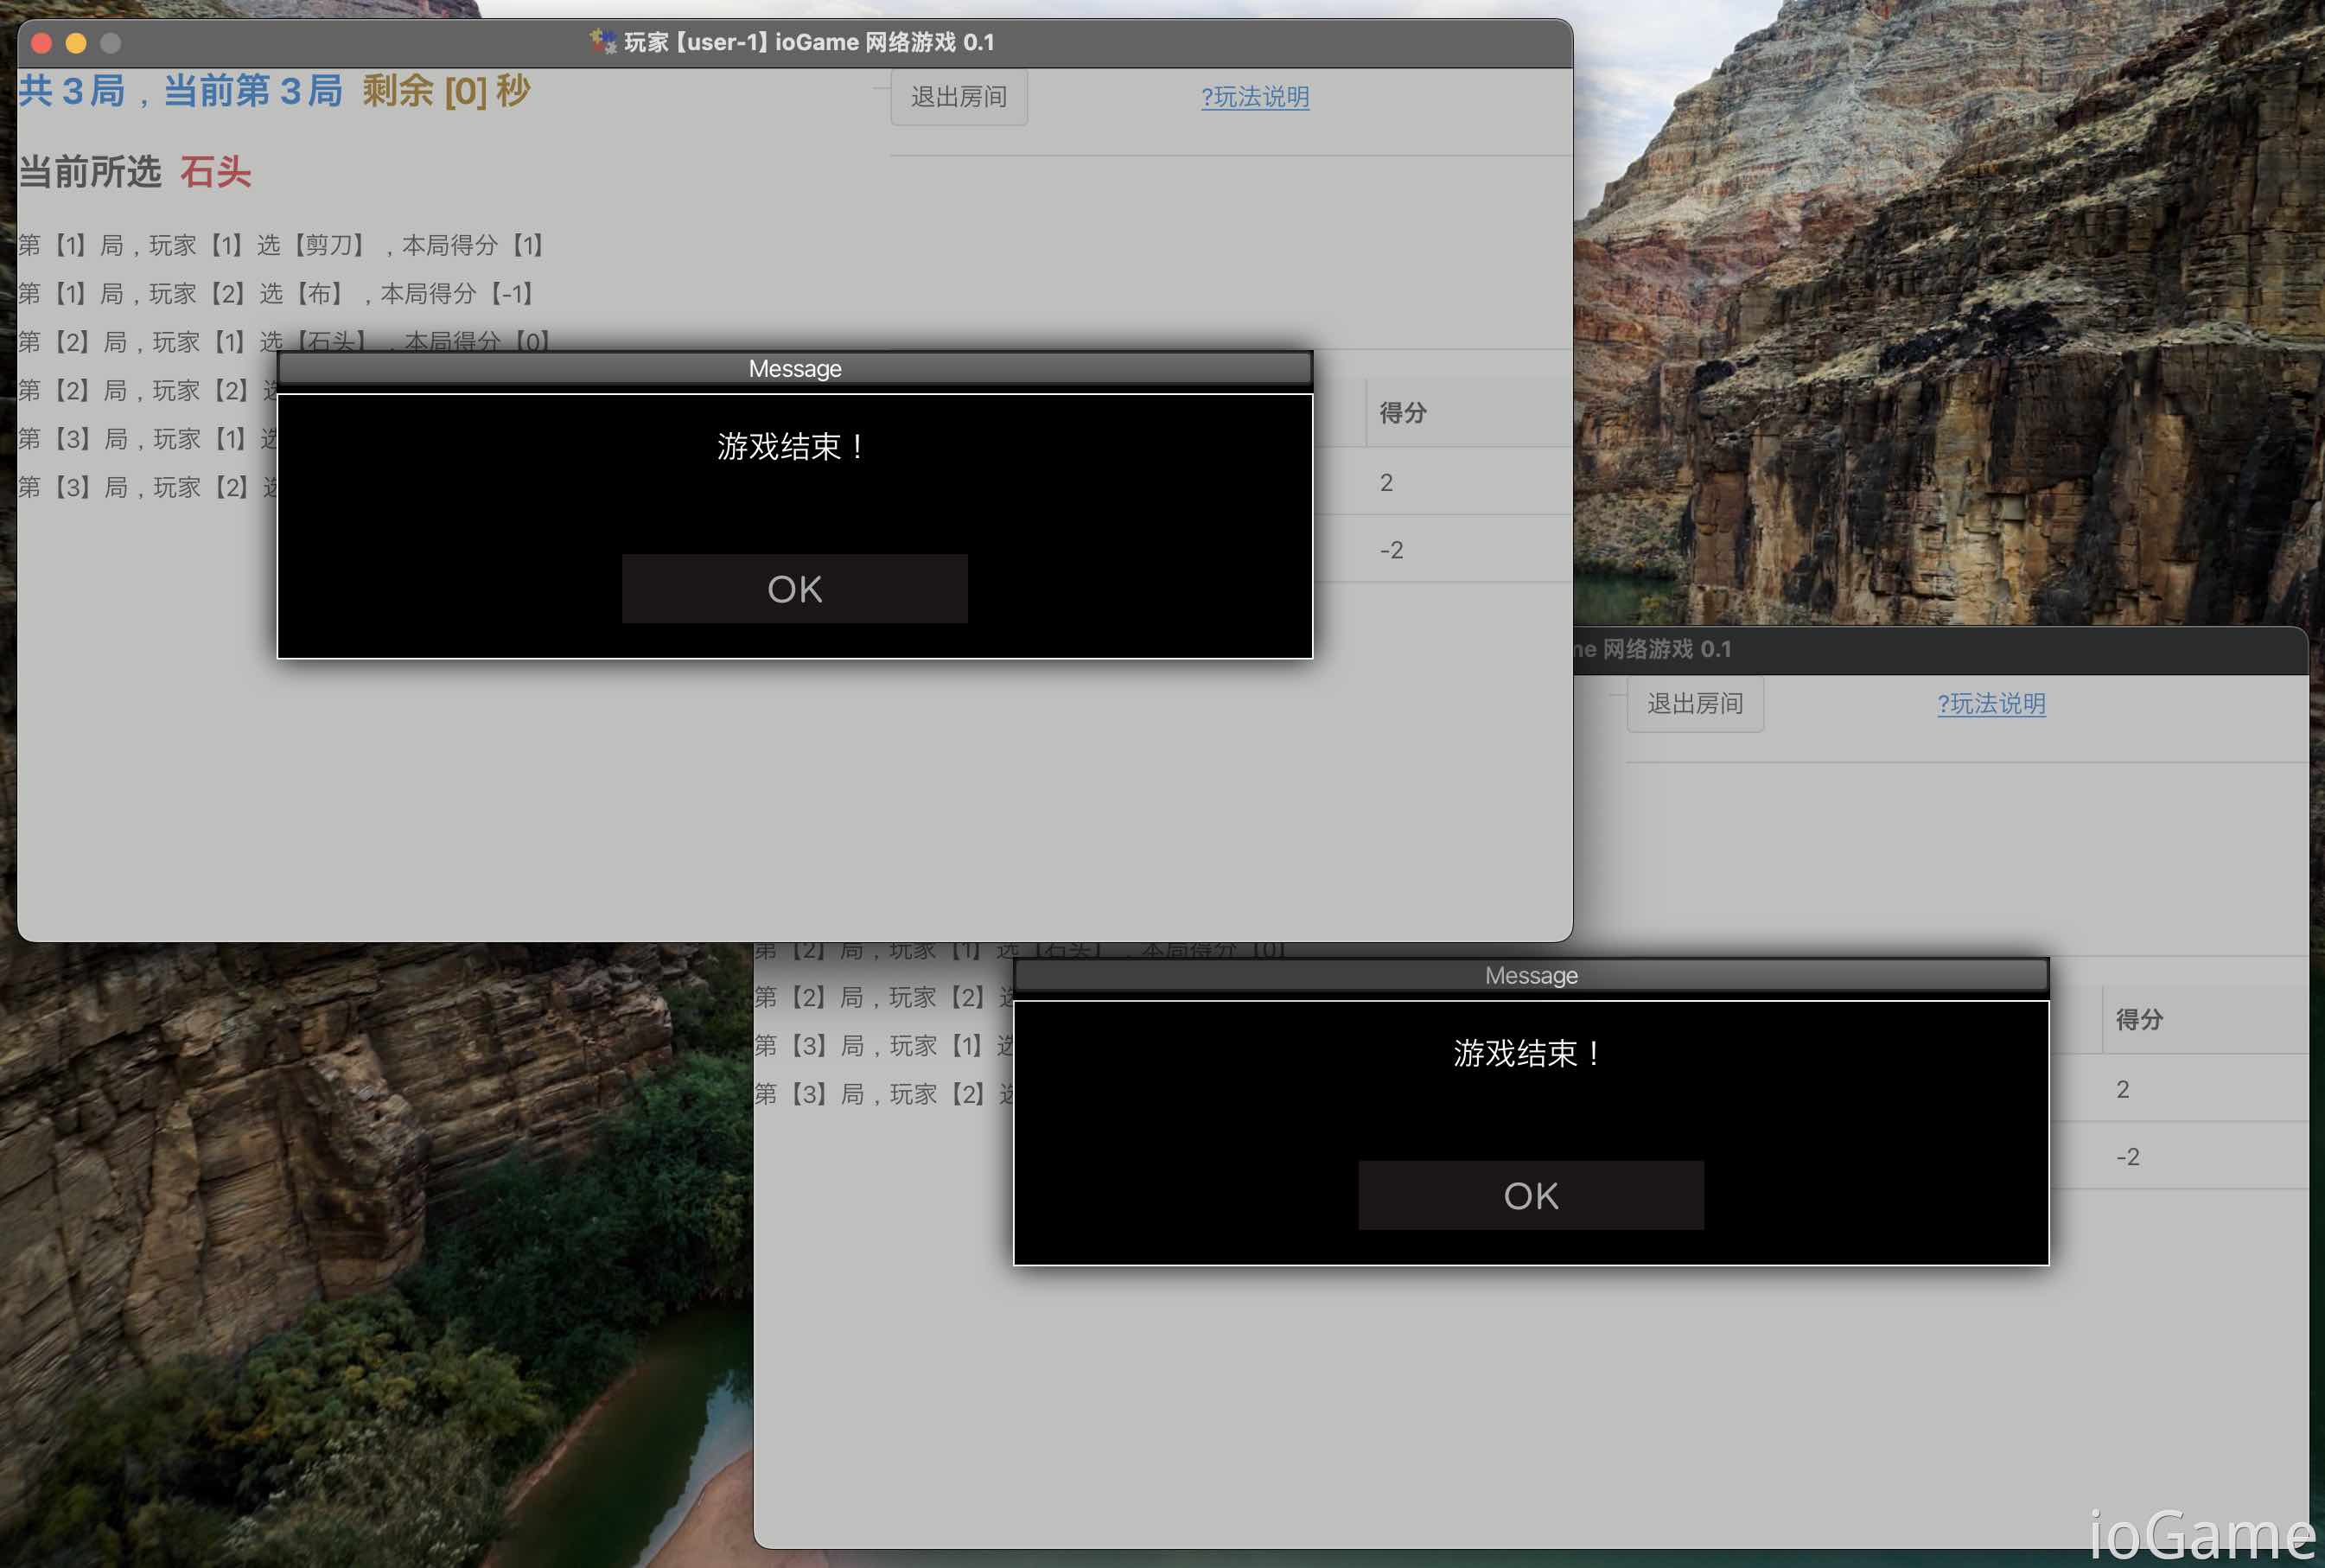 玩家【user-1】ioGame 网络游戏 0.1
共 3 局，当前第 3 局 剩余 [0] 秒
退出房间
?玩法说明
当前所选 石头
第【1】局，玩家【1】选【剪刀】，本局得分【1】
第【1】局，玩家【2】选【布】，本局得分【-1】
第【2】局，玩家【1】选【石头】，本局得分【0】
第【2】局，玩家【2】
第【3】局，玩家【1】
第【3】局，玩家【2】
Message
游戏结束！
OK
得分
2
-2
网络游戏 0.1
退出房间
?玩法说明
第【2】局，玩家【1】选【石头】，本局得分【0】
第【2】局，玩家【2】
第【3】局，玩家【1】
第【3】局，玩家【2】
Message
游戏结束！
OK
得分
2
-2
ioGame